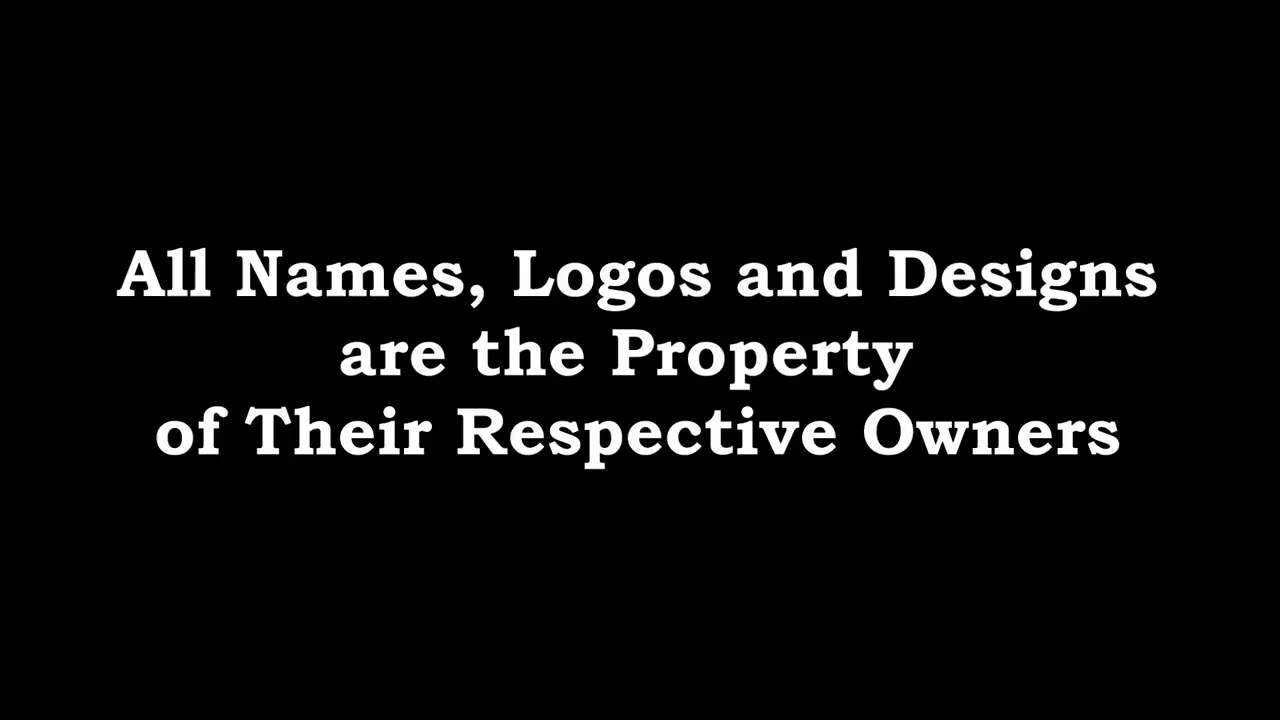 All Names, Logos and Designs
are the Property
of Their Respective Owners